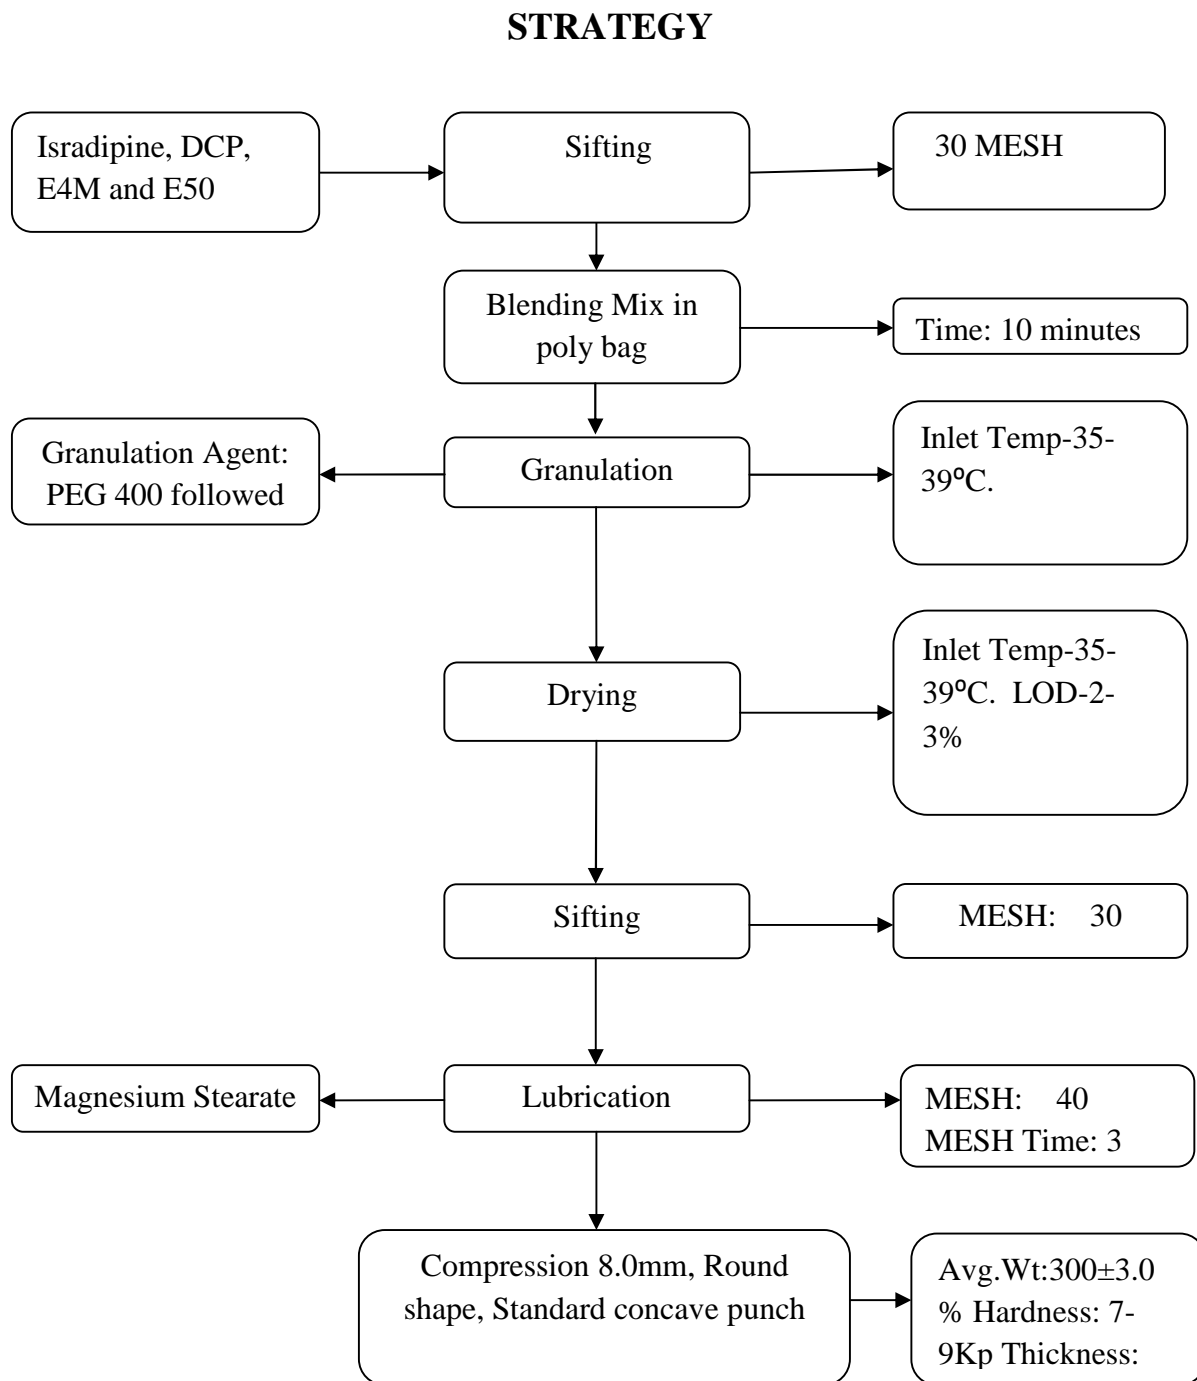 STRATEGY
Isradipine, DCP,
E4M and E50
Sifting
30 MESH
Blending Mix in
poly bag
Time: 10 minutes
Granulation Agent:
PEG 400 followed
Granulation
Inlet Temp-35-
39⁰C.
Drying
Inlet Temp-35-
39⁰C. LOD-2-
3%
Sifting
MESH: 30
Magnesium Stearate
Lubrication
MESH: 40
MESH Time: 3
Compression 8.0mm, Round
shape, Standard concave punch
Avg.Wt:300±3.0
% Hardness: 7-
9Kp Thickness: